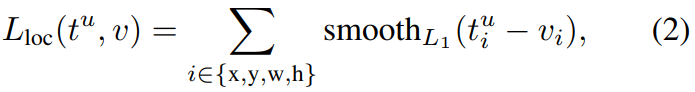 L_loc(t^u, v) = ∑_{i∈{x,y,w,h}} smooth_{L_1}(t_i^u − v_i), (2)